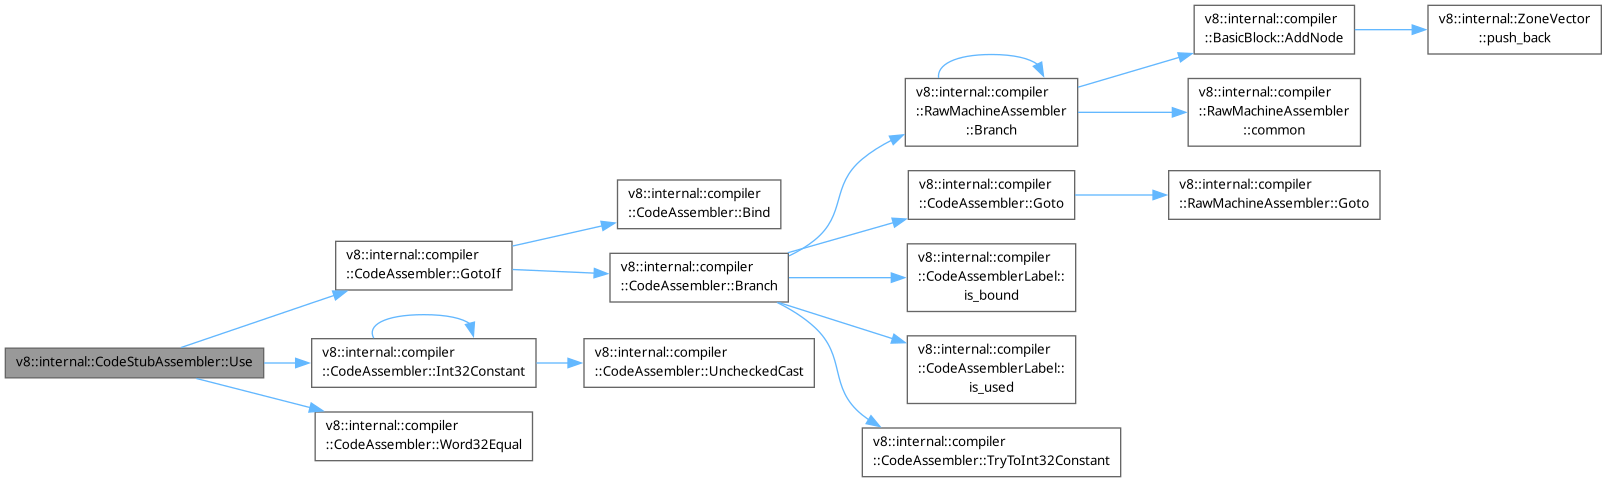 v8::internal::CodeStubAssembler::Use
v8::internal::compiler
::CodeAssembler::GotoIf
v8::internal::compiler
::CodeAssembler::Int32Constant
v8::internal::compiler
::CodeAssembler::Word32Equal
v8::internal::compiler
::CodeAssembler::Bind
v8::internal::compiler
::CodeAssembler::Branch
v8::internal::compiler
::CodeAssembler::UncheckedCast
v8::internal::compiler
::RawMachineAssembler
::Branch
v8::internal::compiler
::CodeAssembler::Goto
v8::internal::compiler
::CodeAssemblerLabel::
is_bound
v8::internal::compiler
::CodeAssemblerLabel::
is_used
v8::internal::compiler
::CodeAssembler::TryToInt32Constant
v8::internal::compiler
::BasicBlock::AddNode
v8::internal::compiler
::RawMachineAssembler
::common
v8::internal::compiler
::RawMachineAssembler::Goto
v8::internal::ZoneVector
::push_back